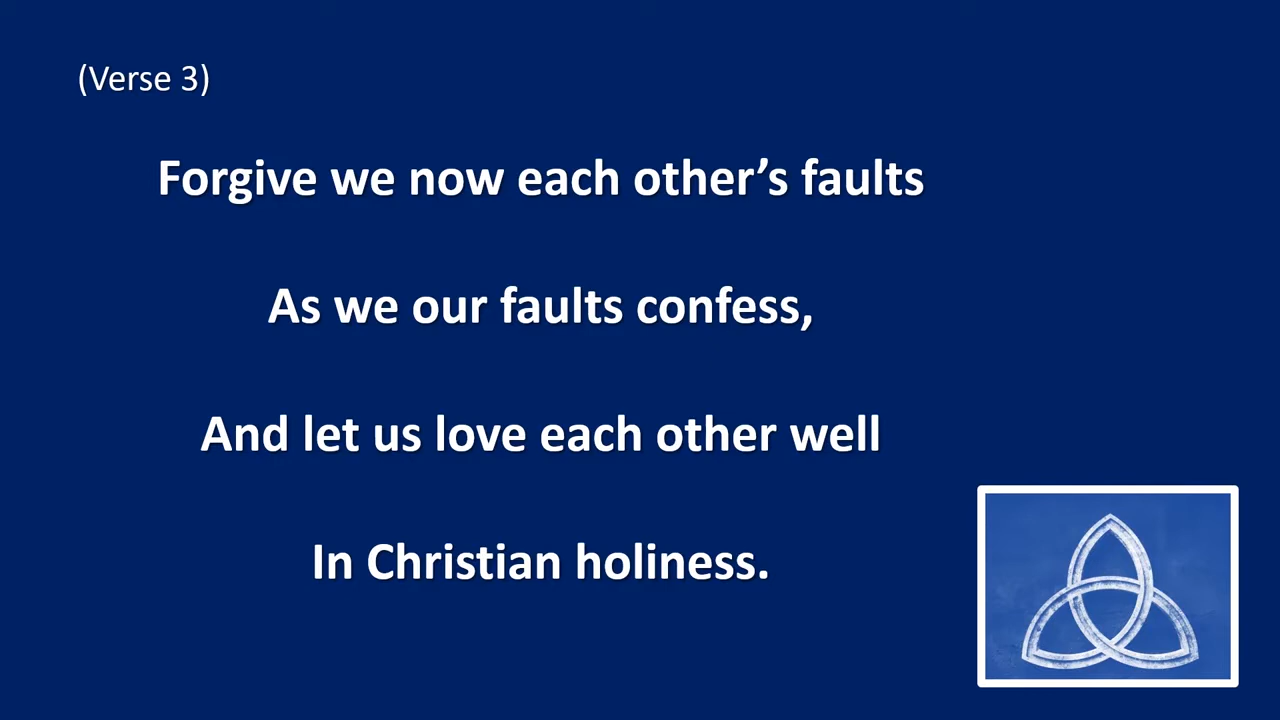 (Verse 3)
Forgive we now each other’s faults
As we our faults confess,
And let us love each other well
In Christian holiness.